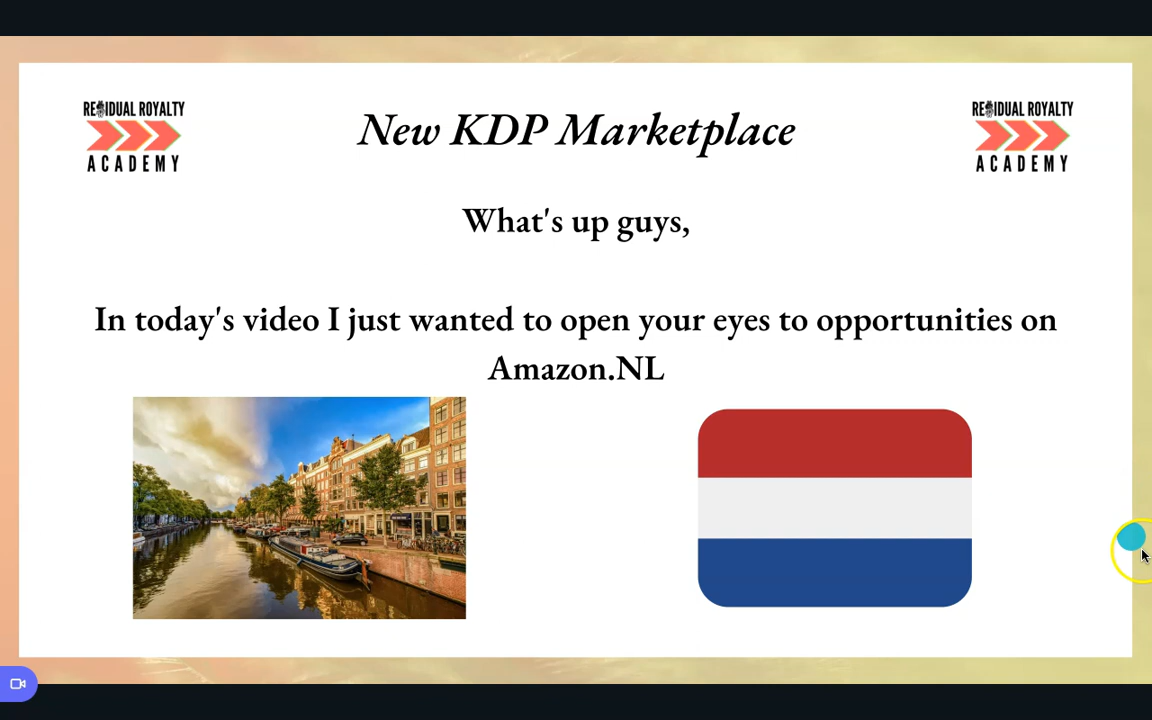 RESIDUAL ROYALTY
ACADEMY
New KDP Marketplace
RESIDUAL ROYALTY
ACADEMY
What's up guys,
In today's video I just wanted to open your eyes to opportunities on
Amazon.NL